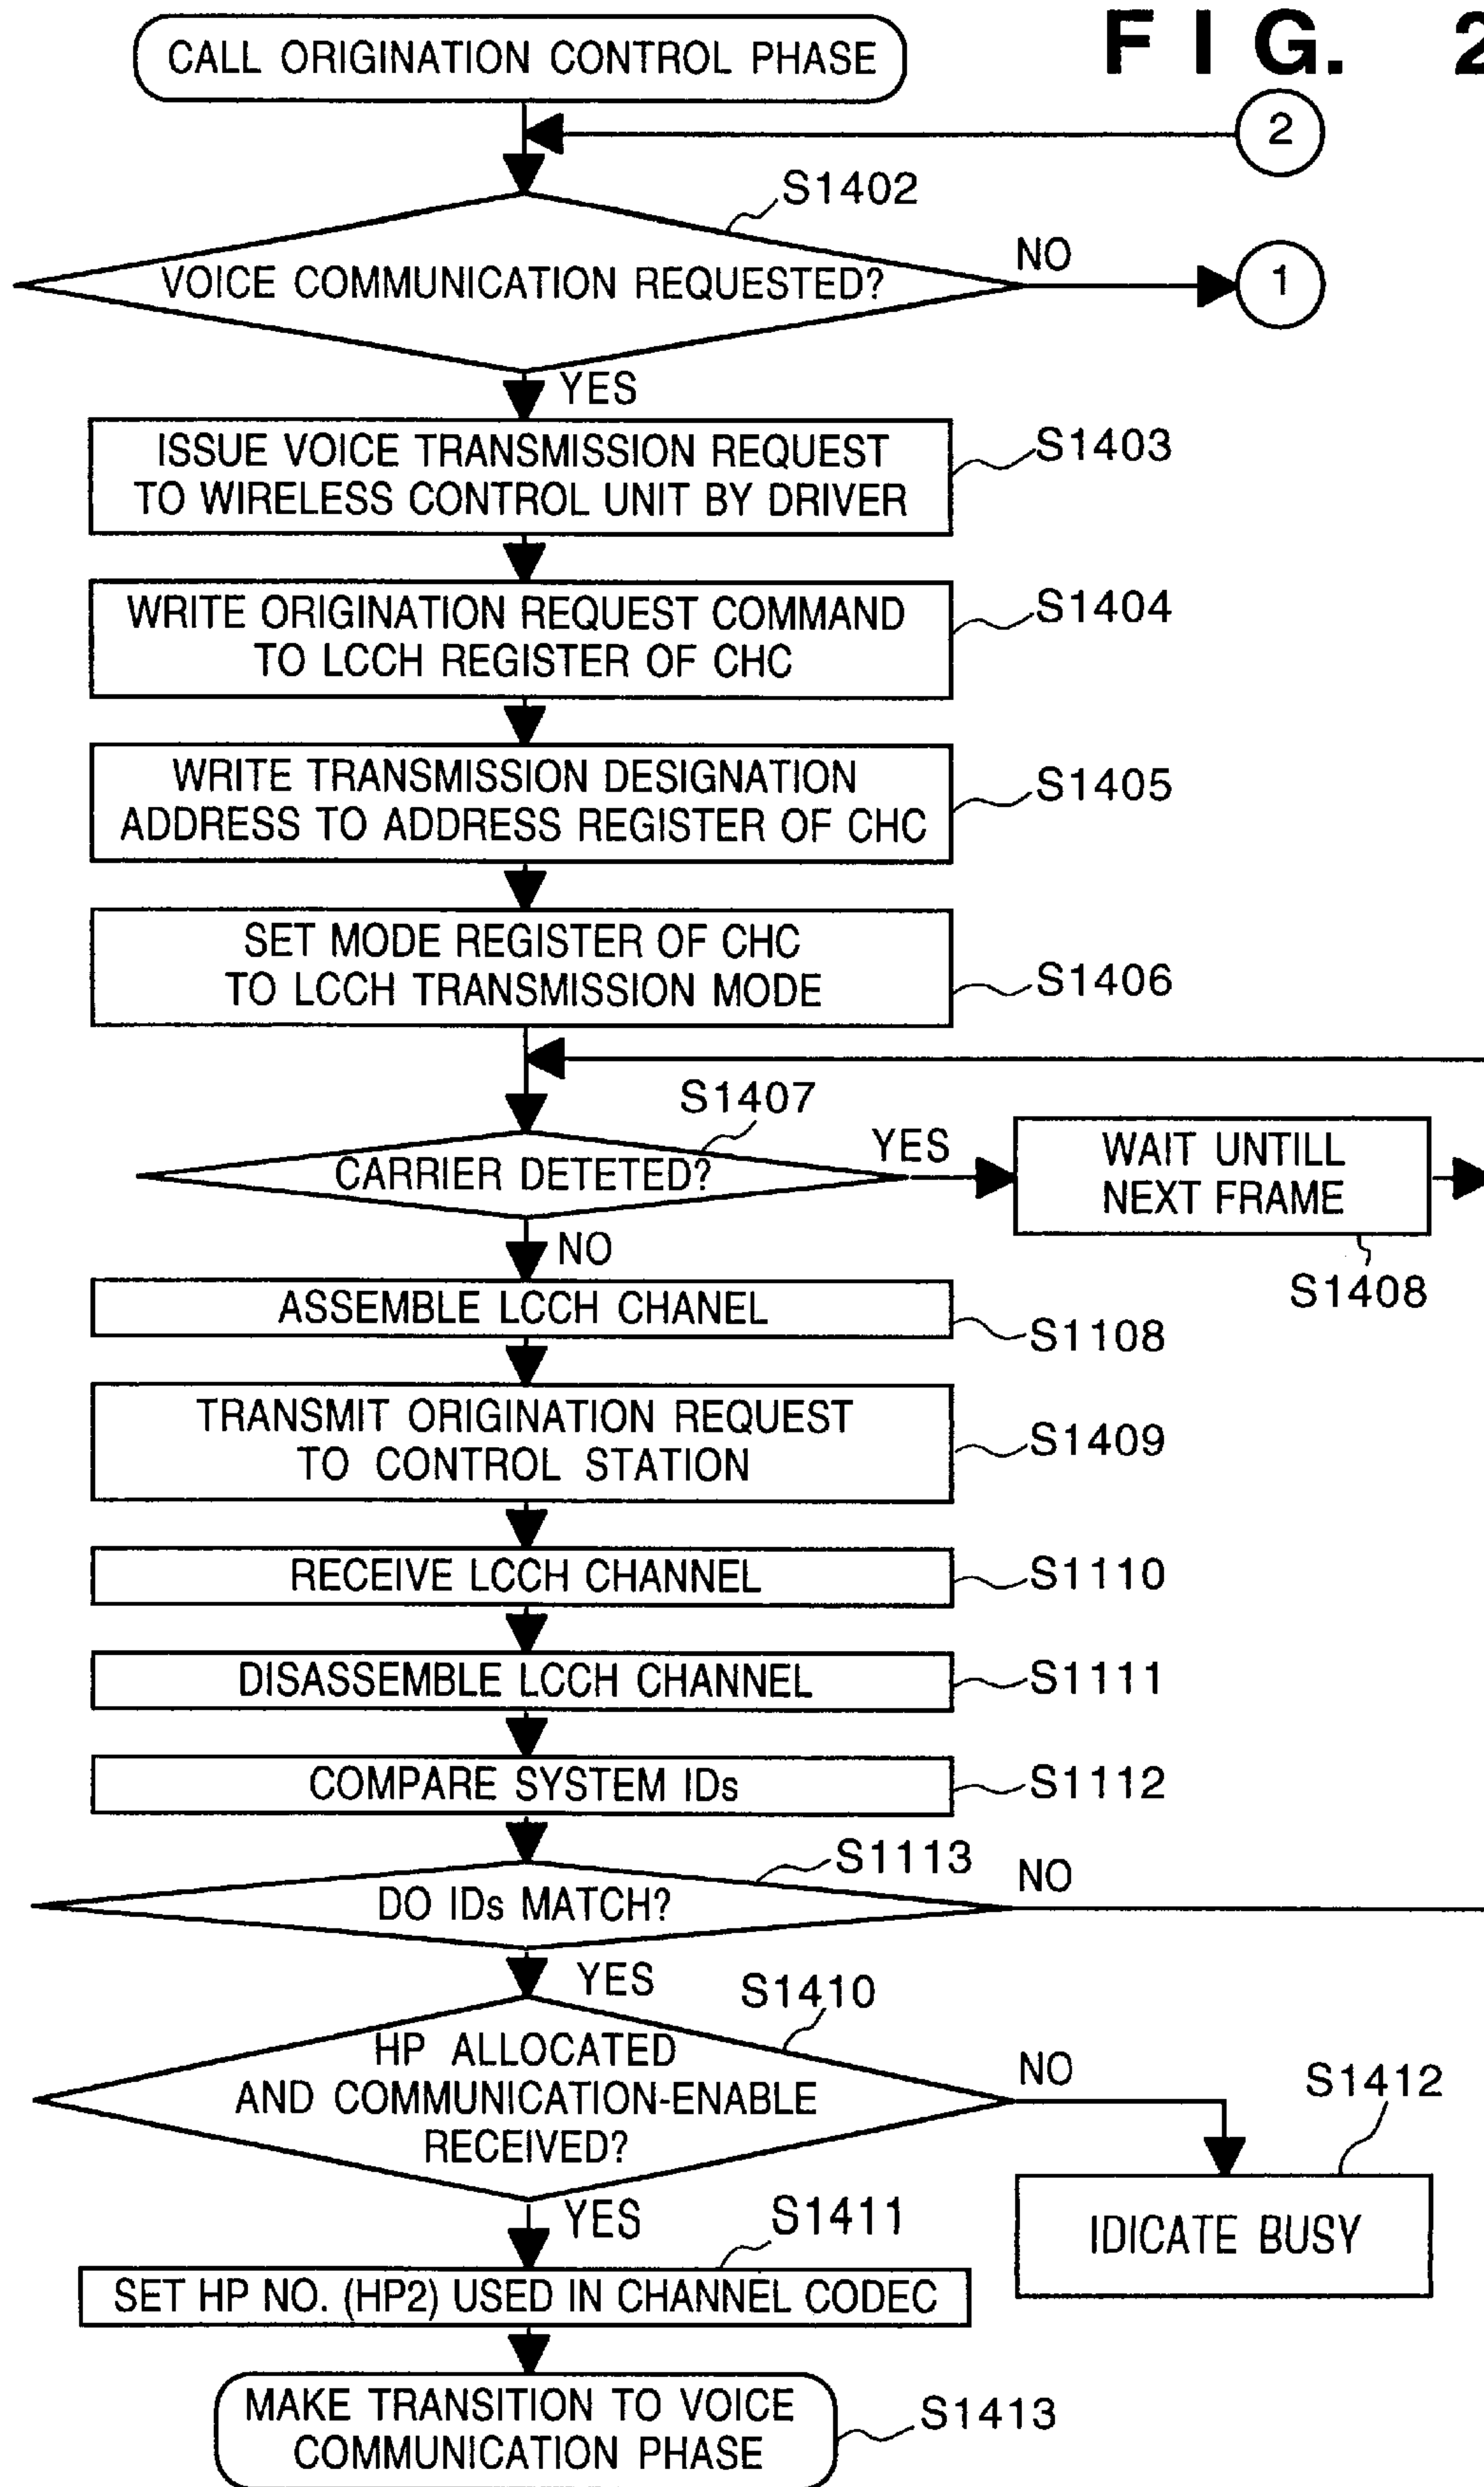 FIG. 2
CALL ORIGINATION CONTROL PHASE
2
S1402
VOICE COMMUNICATION REQUESTED?
NO
1
YES
ISSUE VOICE TRANSMISSION REQUEST
TO WIRELESS CONTROL UNIT BY DRIVER
S1403
WRITE ORIGINATION REQUEST COMMAND
TO LCCH REGISTER OF CHC
S1404
WRITE TRANSMISSION DESIGNATION
ADDRESS TO ADDRESS REGISTER OF CHC
S1405
SET MODE REGISTER OF CHC
TO LCCH TRANSMISSION MODE
S1406
S1407
CARRIER DETETED?
YES
WAIT UNTILL
NEXT FRAME
S1408
NO
ASSEMBLE LCCH CHANEL
S1108
TRANSMIT ORIGINATION REQUEST
TO CONTROL STATION
S1409
RECEIVE LCCH CHANNEL
S1110
DISASSEMBLE LCCH CHANNEL
S1111
COMPARE SYSTEM IDs
S1112
S1113
DO IDs MATCH?
NO
YES
S1410
HP ALLOCATED
AND COMMUNICATION-ENABLE
RECEIVED?
NO
S1412
IDICATE BUSY
YES
S1411
SET HP NO. (HP2) USED IN CHANNEL CODEC
MAKE TRANSITION TO VOICE
COMMUNICATION PHASE
S1413